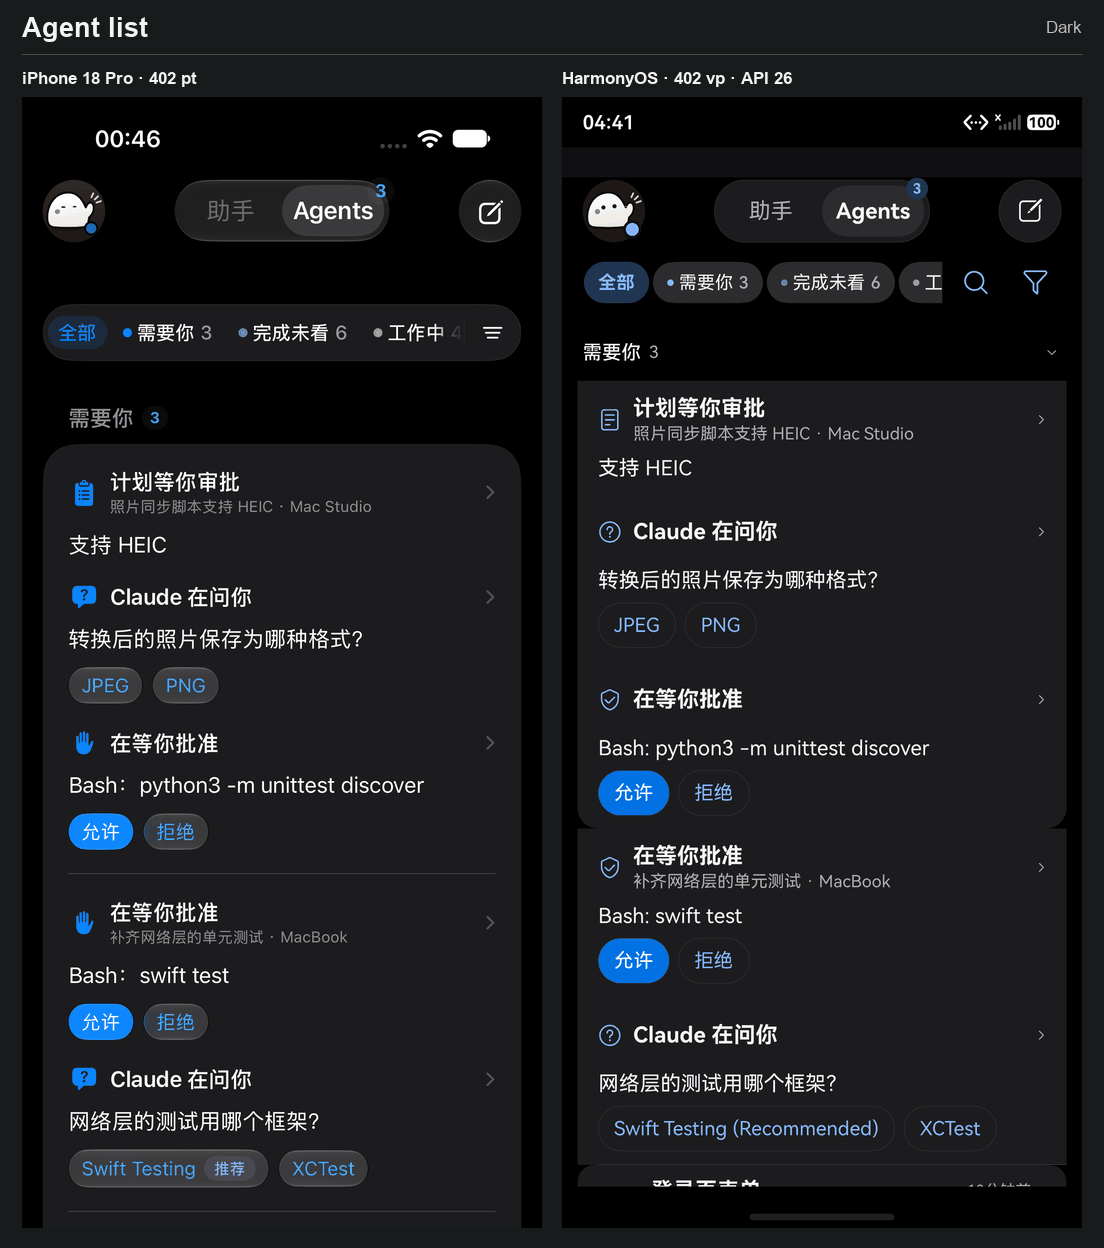 Agent list
Dark
iPhone 18 Pro · 402 pt
00:46
助手
Agents
3
全部
需要你 3
完成未看 6
工作中
需要你 3
计划等你审批
照片同步脚本支持 HEIC · Mac Studio
支持 HEIC
Claude 在问你
转换后的照片保存为哪种格式？
JPEG
PNG
在等你批准
Bash：python3 -m unittest discover
允许
拒绝
在等你批准
补齐网络层的单元测试 · MacBook
Bash：swift test
允许
拒绝
Claude 在问你
网络层的测试用哪个框架？
Swift Testing 推荐
XCTest
HarmonyOS · 402 vp · API 26
04:41
100
助手
Agents
3
全部
需要你 3
完成未看 6
工
需要你 3
计划等你审批
照片同步脚本支持 HEIC · Mac Studio
支持 HEIC
Claude 在问你
转换后的照片保存为哪种格式？
JPEG
PNG
在等你批准
Bash: python3 -m unittest discover
允许
拒绝
在等你批准
补齐网络层的单元测试 · MacBook
Bash: swift test
允许
拒绝
Claude 在问你
网络层的测试用哪个框架？
Swift Testing (Recommended)
XCTest